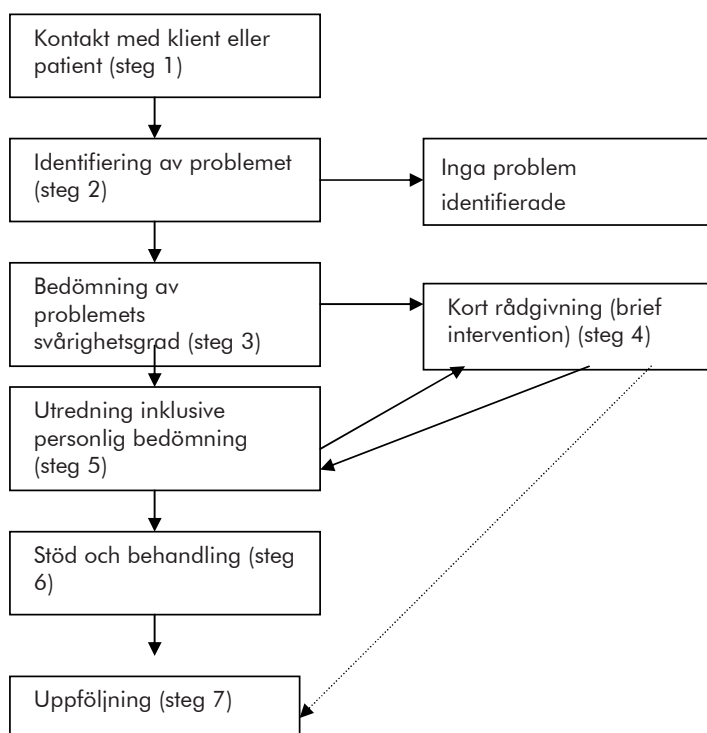 Kontakt med klient eller
patient (steg 1)
Identifiering av problemet
(steg 2)
Inga problem
identifierade
Bedömning av
problemets
svårighetsgrad (steg 3)
Kort rådgivning (brief
intervention) (steg 4)
Utredning inklusive
personlig bedömning
(steg 5)
Stöd och behandling (steg
6)
Uppföljning (steg 7)